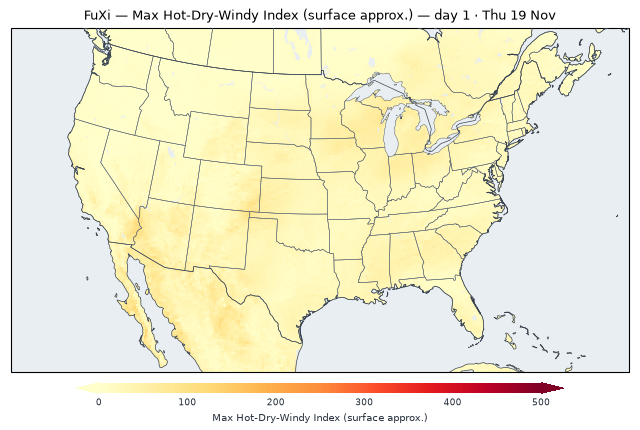 FuXi — Max Hot-Dry-Windy Index (surface approx.) — day 1 · Thu 19 Nov
0 100 200 300 400 500
Max Hot-Dry-Windy Index (surface approx.)